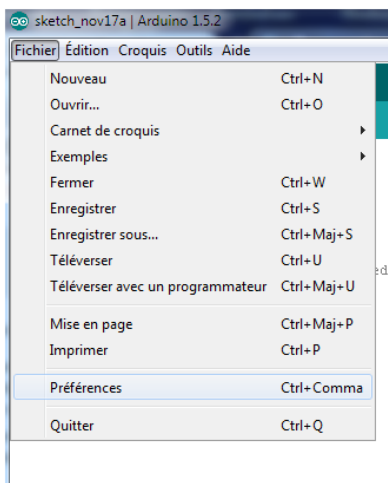 sketch_nov17a | Arduino 1.5.2
Fichier Édition Croquis Outils Aide
Nouveau Ctrl+N
Ouvrir... Ctrl+O
Carnet de croquis
Exemples
Fermer Ctrl+W
Enregistrer Ctrl+S
Enregistrer sous... Ctrl+Maj+S
Téléverser Ctrl+U
Téléverser avec un programmateur Ctrl+Maj+U
Mise en page Ctrl+Maj+P
Imprimer Ctrl+P
Préférences Ctrl+Comma
Quitter Ctrl+Q